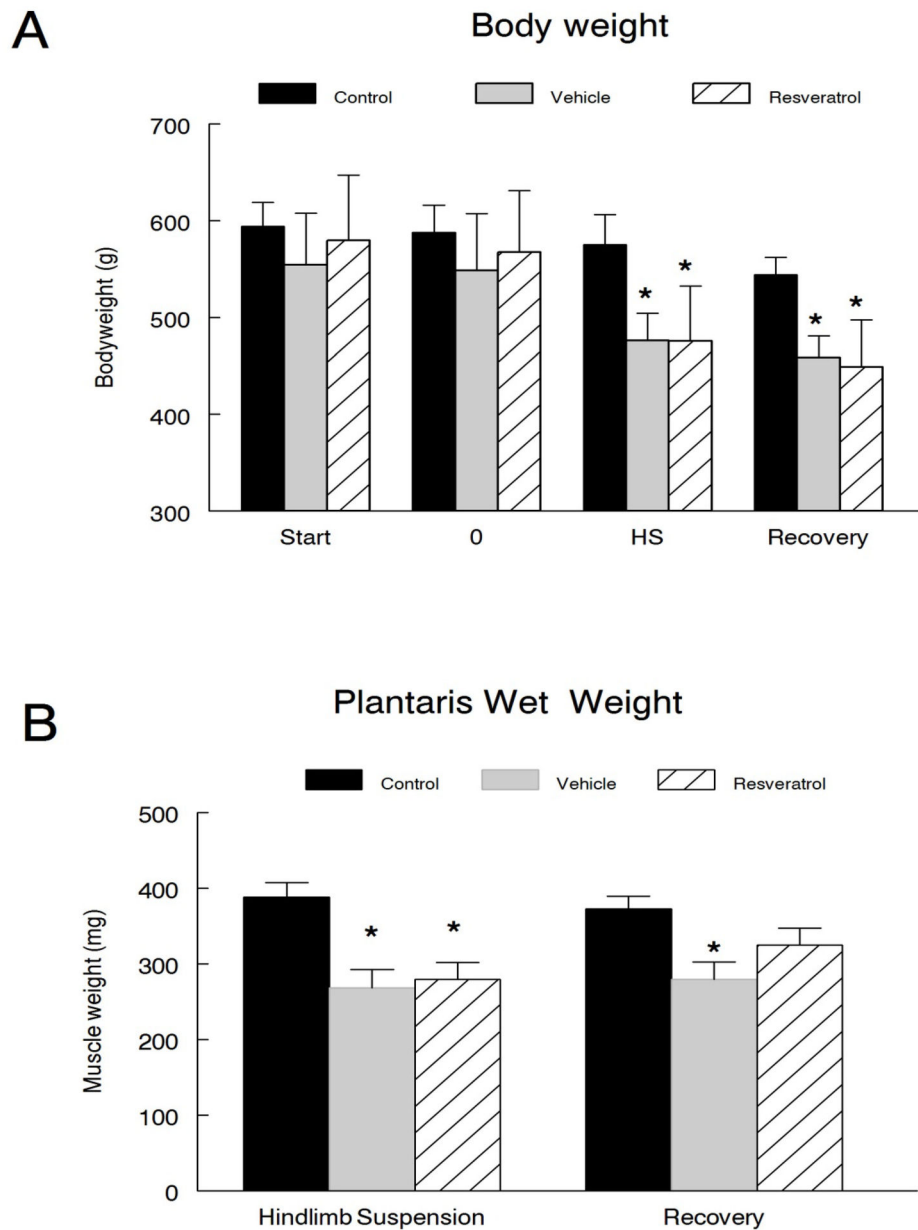 A
Body weight
Control Vehicle Resveratrol
700
600
500
400
300
Bodyweight (g)
* *
* *
Start 0 HS Recovery
B
Plantaris Wet Weight
Control Vehicle Resveratrol
500
400
300
200
100
0
Muscle weight (mg)
* *
*
Hindlimb Suspension Recovery